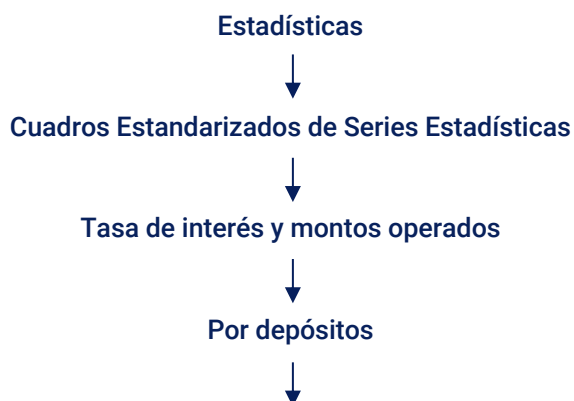 Estadísticas
Cuadros Estandarizados de Series Estadísticas
Tasa de interés y montos operados
Por depósitos